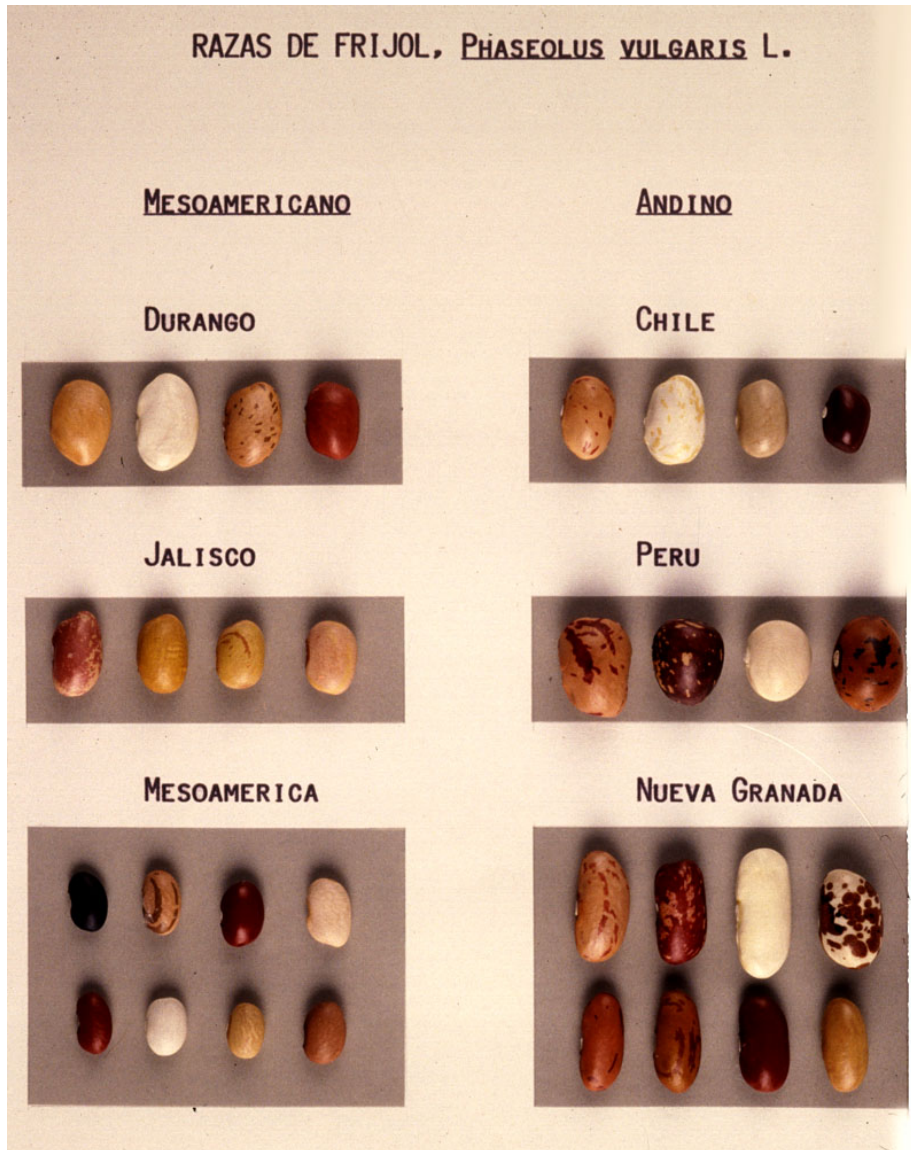 RAZAS DE FRIJOL, PHASEOLUS VULGARIS L.
MESOAMERICANO
ANDINO
DURANGO
CHILE
JALISCO
PERU
MESOAMERICA
NUEVA GRANADA